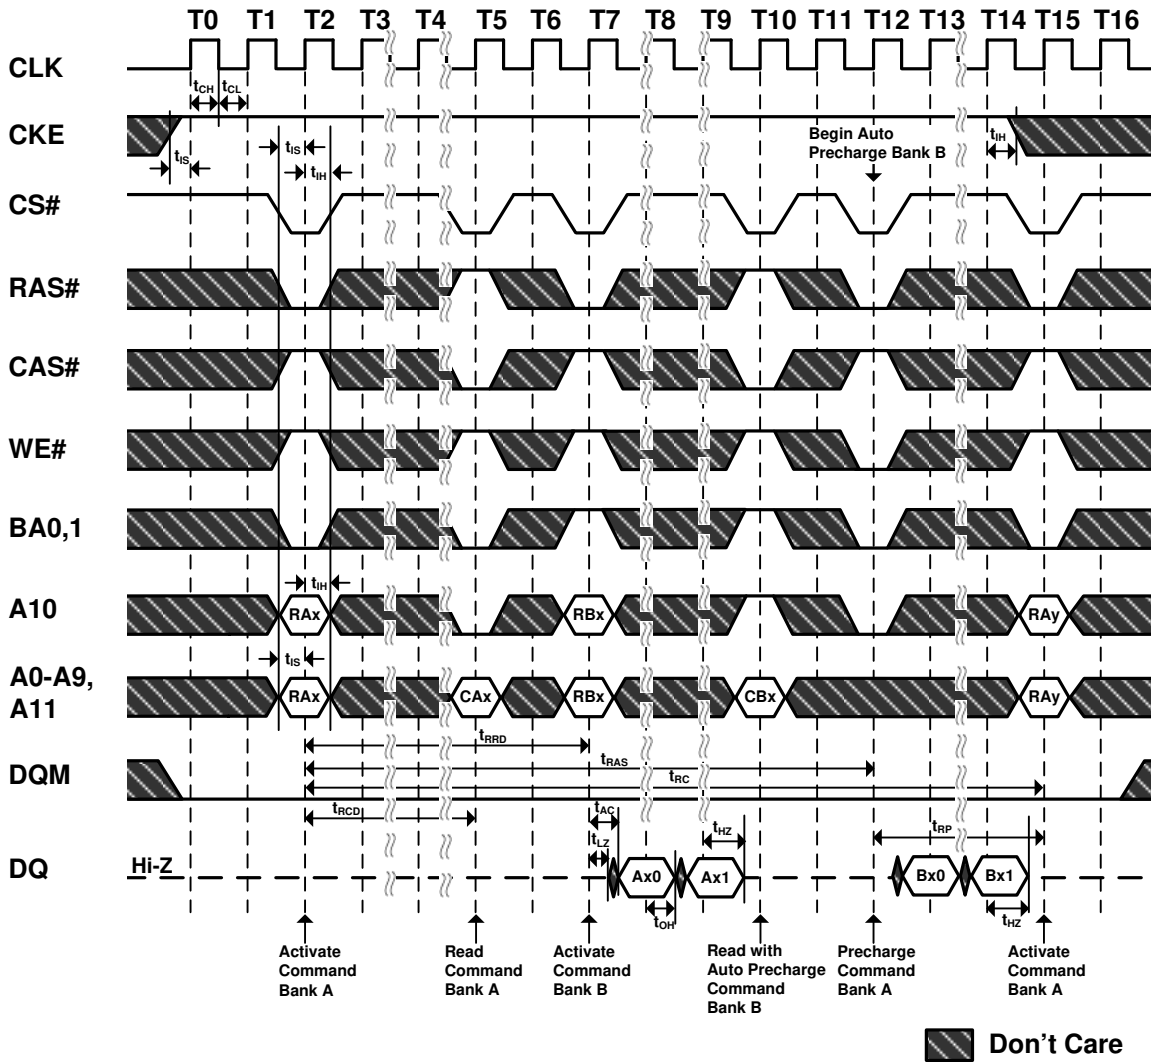 T0 T1 T2 T3 T4 T5 T6 T7 T8 T9 T10 T11 T12 T13 T14 T15 T16
CLK
tCH tCL
CKE
tIS
tIS
tIH
Begin Auto
Precharge Bank B
tIH
CS#
RAS#
CAS#
WE#
BA0,1
tIH
A10
RAx RBx RAy
tIS
A0-A9,
A11
RAx CAx RBx CBx RAy
tRRD
tRAS
DQM
tRC
tRCD
tAC
tLZ
tHZ
tRP
DQ
Hi-Z
Ax0 Ax1 Bx0 Bx1
tOH
tHZ
Activate
Command
Bank A
Read
Command
Bank A
Activate
Command
Bank B
Read with
Auto Precharge
Command
Bank B
Precharge
Command
Bank A
Activate
Command
Bank A
Don't Care